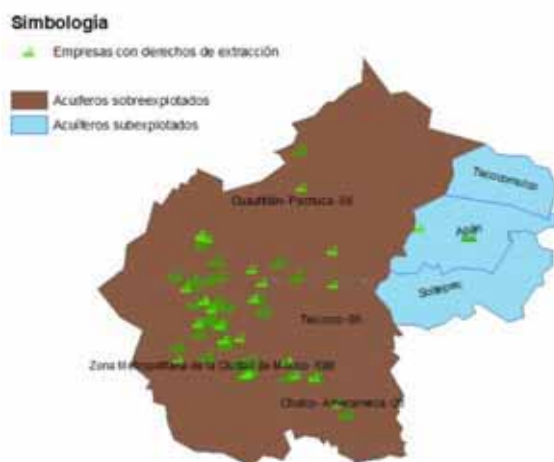 Simbología
Empresas con derechos de extracción
Acuíferos sobreexplotados
Acuíferos subexplotados
Tecocomulco
Cuautitlán-Pachuca
Apan
Soltepec
Texcoco
Zona Metropolitana de la Ciudad de México
Chalco- Amecameca